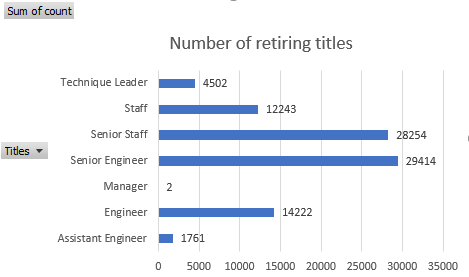 Sum of count
Number of retiring titles
Technique Leader 4502
Staff 12243
Senior Staff 28254
Titles
Senior Engineer 29414
Manager 2
Engineer 14222
Assistant Engineer 1761
0 5000 10000 15000 20000 25000 30000 35000